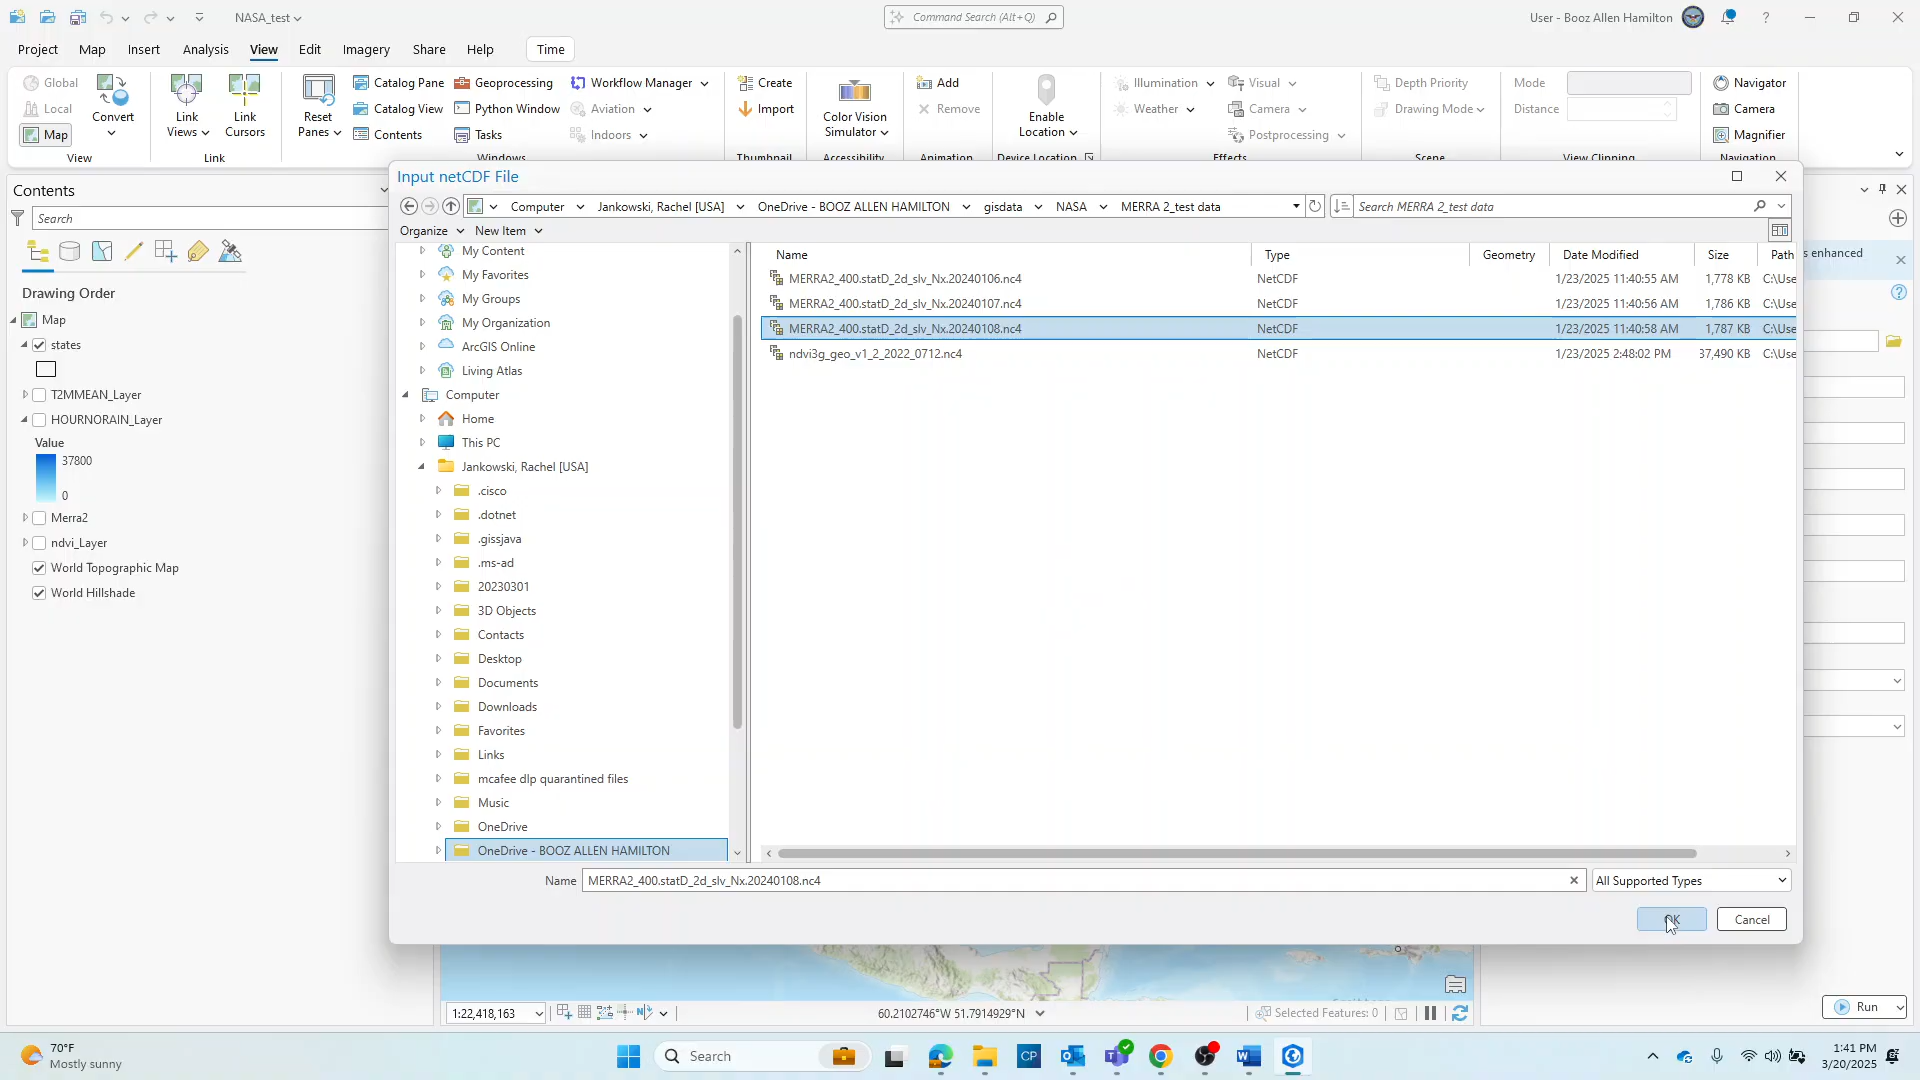 NASA_test
Command Search (Alt+Q)
User - Booz Allen Hamilton
Project Map Insert Analysis View Edit Imagery Share Help Time
Global
Local
Map
Convert
View
Link Views
Link Cursors
Link
Reset Panes
Catalog Pane
Catalog View
Contents
Geoprocessing
Python Window
Tasks
Workflow Manager
Aviation
Indoors
Windows
Create
Import
Thumbnail
Color Vision Simulator
Accessibility
Add
Remove
Animation
Enable Location
Device Location
Illumination
Weather
Visual
Camera
Postprocessing
Effects
Depth Priority
Drawing Mode
Scene
Mode
Distance
View Clipping
Navigator
Camera
Magnifier
Navigation
Contents
Search
Drawing Order
Map
states
T2MMEAN_Layer
HOURNORAIN_Layer
Value
37800
0
Merra2
ndvi_Layer
World Topographic Map
World Hillshade
Input netCDF File
Computer Jankowski, Rachel [USA] OneDrive - BOOZ ALLEN HAMILTON gisdata NASA MERRA 2_test data
Search MERRA 2_test data
Organize New Item
My Content
My Favorites
My Groups
My Organization
ArcGIS Online
Living Atlas
Computer
Home
This PC
Jankowski, Rachel [USA]
.cisco
.dotnet
.gissjava
.ms-ad
20230301
3D Objects
Contacts
Desktop
Documents
Downloads
Favorites
Links
mcafee dlp quarantined files
Music
OneDrive
OneDrive - BOOZ ALLEN HAMILTON
Name Type Geometry Date Modified Size Path
MERRA2_400.statD_2d_slv_Nx.20240106.nc4 NetCDF 1/23/2025 11:40:55 AM 1,778 KB C:\Use
MERRA2_400.statD_2d_slv_Nx.20240107.nc4 NetCDF 1/23/2025 11:40:56 AM 1,786 KB C:\Use
MERRA2_400.statD_2d_slv_Nx.20240108.nc4 NetCDF 1/23/2025 11:40:58 AM 1,787 KB C:\Use
ndvi3g_geo_v1_2_2022_0712.nc4 NetCDF 1/23/2025 2:48:02 PM 37,490 KB C:\Use
Name MERRA2_400.statD_2d_slv_Nx.20240108.nc4
All Supported Types
OK Cancel
s enhanced
1:22,418,163
60.2102746°W 51.7914929°N
Selected Features: 0
Run
70°F
Mostly sunny
Search
CP
1:41 PM
3/20/2025